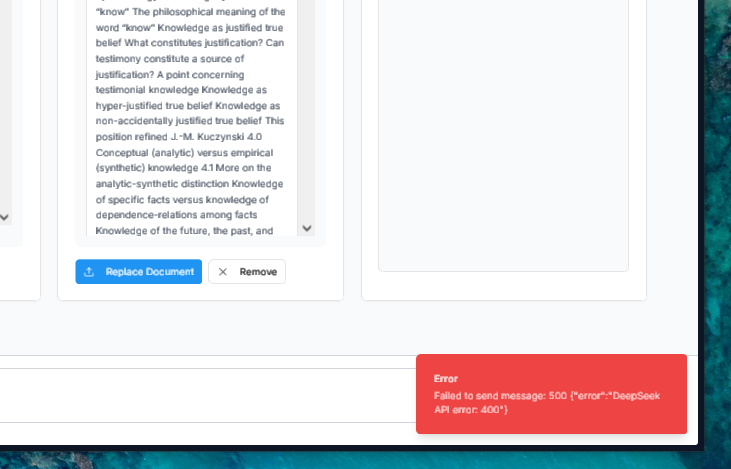 "know" The philosophical meaning of the
word "know" Knowledge as justified true
belief What constitutes justification? Can
testimony constitute a source of
justification? A point concerning
testimonial knowledge Knowledge as
hyper-justified true belief Knowledge as
non-accidentally justified true belief This
position refined J.-M. Kuczynski 4.0
Conceptual (analytic) versus empirical
(synthetic) knowledge 4.1 More on the
analytic-synthetic distinction Knowledge
of specific facts versus knowledge of
dependence-relations among facts
Knowledge of the future, the past, and
Replace Document
Remove
Error
Failed to send message: 500 {"error":"DeepSeek
API error: 400"}